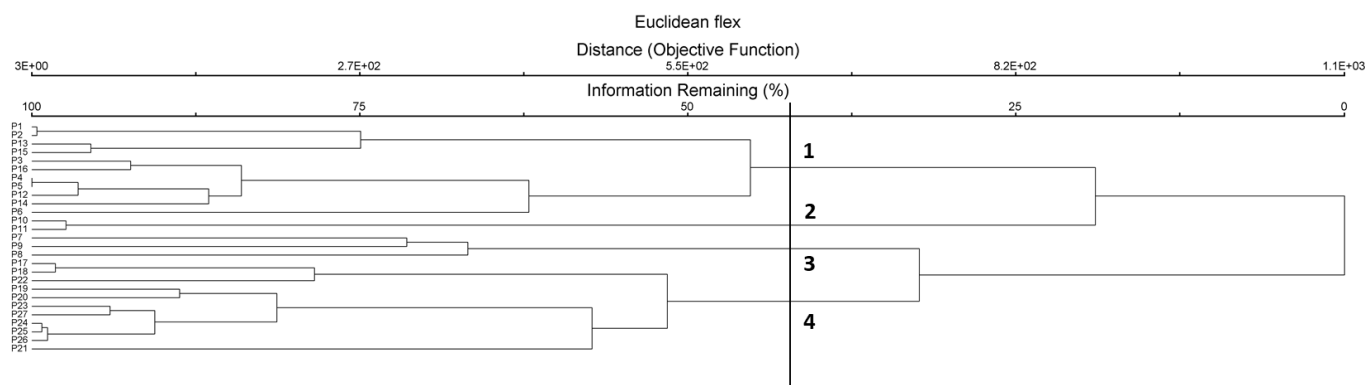 Euclidean flex
Distance (Objective Function)
3E+00 2.7E+02 5.5E+02 8.2E+02 1.1E+03
Information Remaining (%)
100 75 50 25 0
P1
P2
P13
P15
P3
P16
P4
P5
P12
P14
P6
P10
P11
P7
P9
P8
P17
P18
P22
P19
P20
P23
P27
P24
P25
P26
P21
1
2
3
4